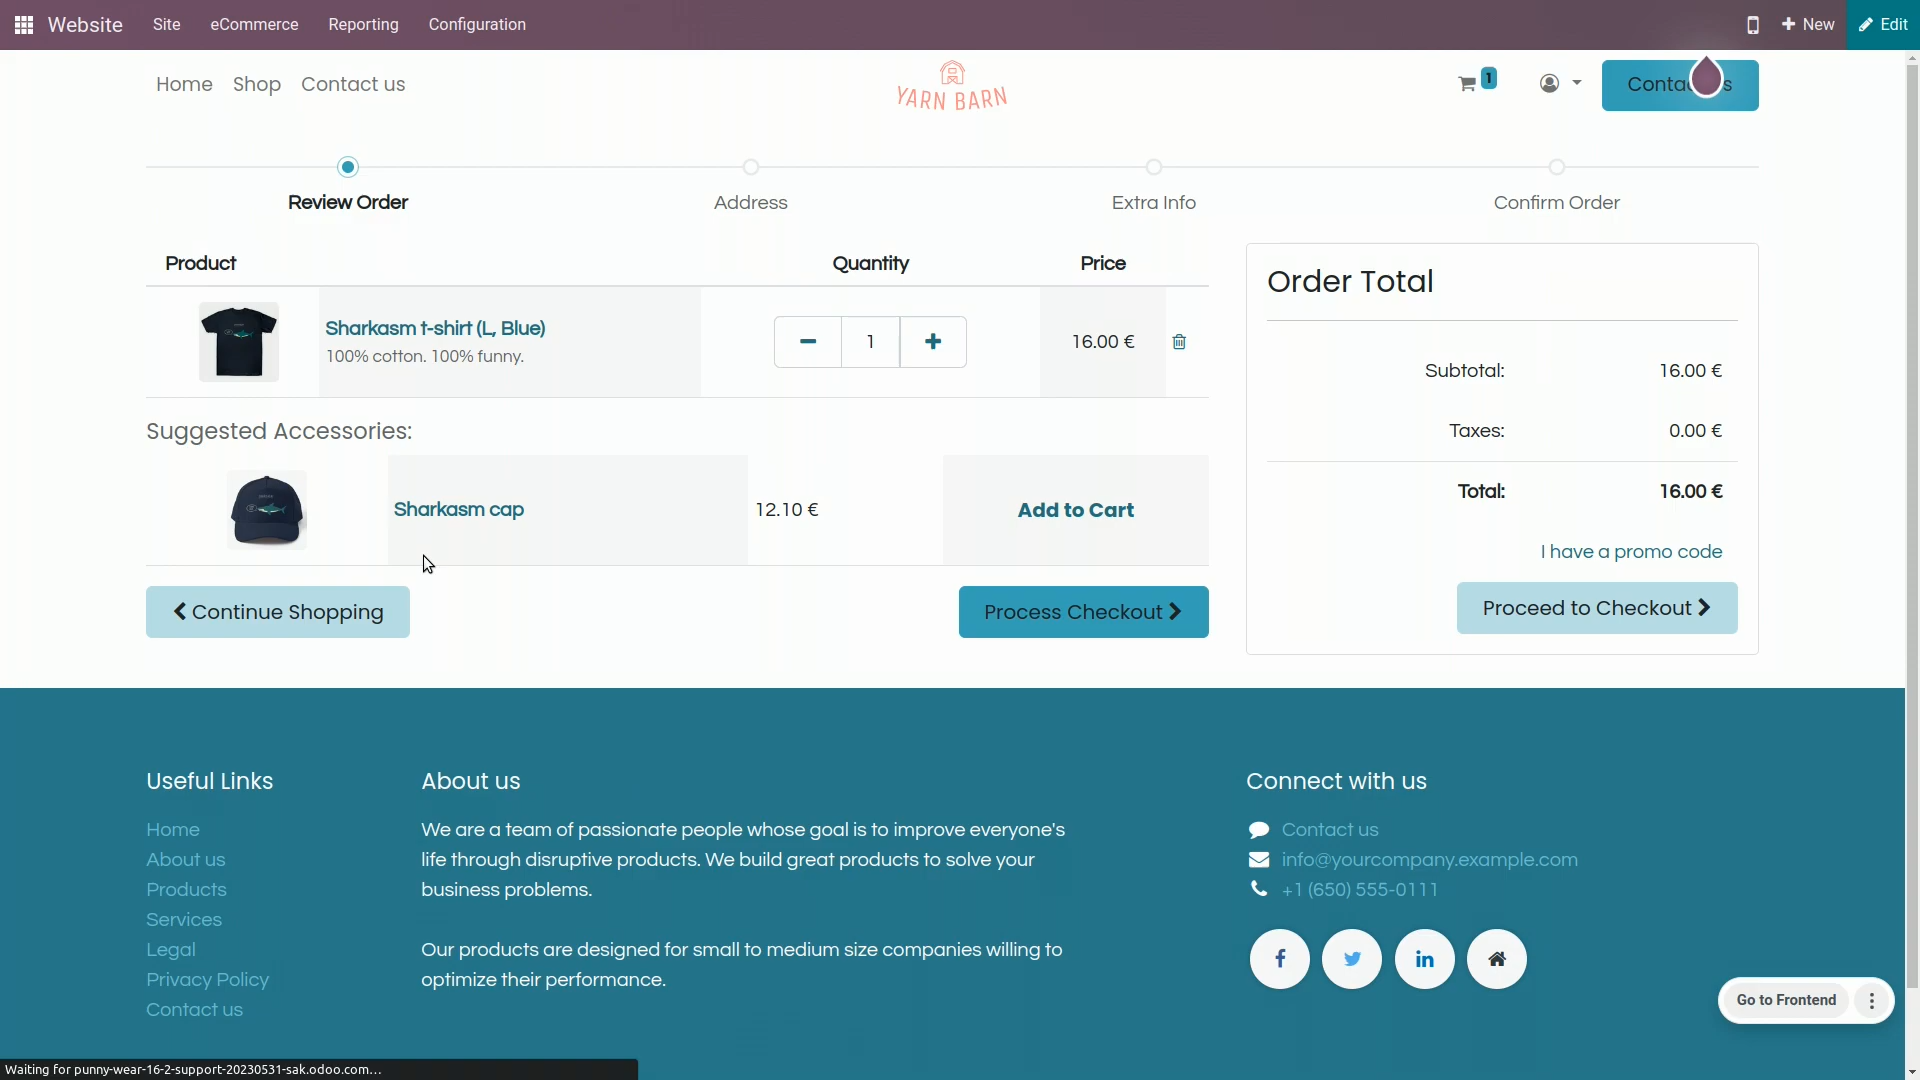 Website Site eCommerce Reporting Configuration New Edit
Home Shop Contact us
YARN BARN
1
Review Order Address Extra Info Confirm Order
Product Quantity Price
Sharkasm t-shirt (L, Blue)
100% cotton. 100% funny.
1
16.00 €
Suggested Accessories:
Sharkasm cap 12.10 € Add to Cart
Continue Shopping Process Checkout
Order Total
Subtotal: 16.00 €
Taxes: 0.00 €
Total: 16.00 €
I have a promo code
Proceed to Checkout
Useful Links
Home
About us
Products
Services
Legal
Privacy Policy
Contact us
About us
We are a team of passionate people whose goal is to improve everyone's
life through disruptive products. We build great products to solve your
business problems.
Our products are designed for small to medium size companies willing to
optimize their performance.
Connect with us
Contact us
info@yourcompany.example.com
+1 (650) 555-0111
Go to Frontend
Waiting for punny-wear-16-2-support-20230531-sak.odoo.com...